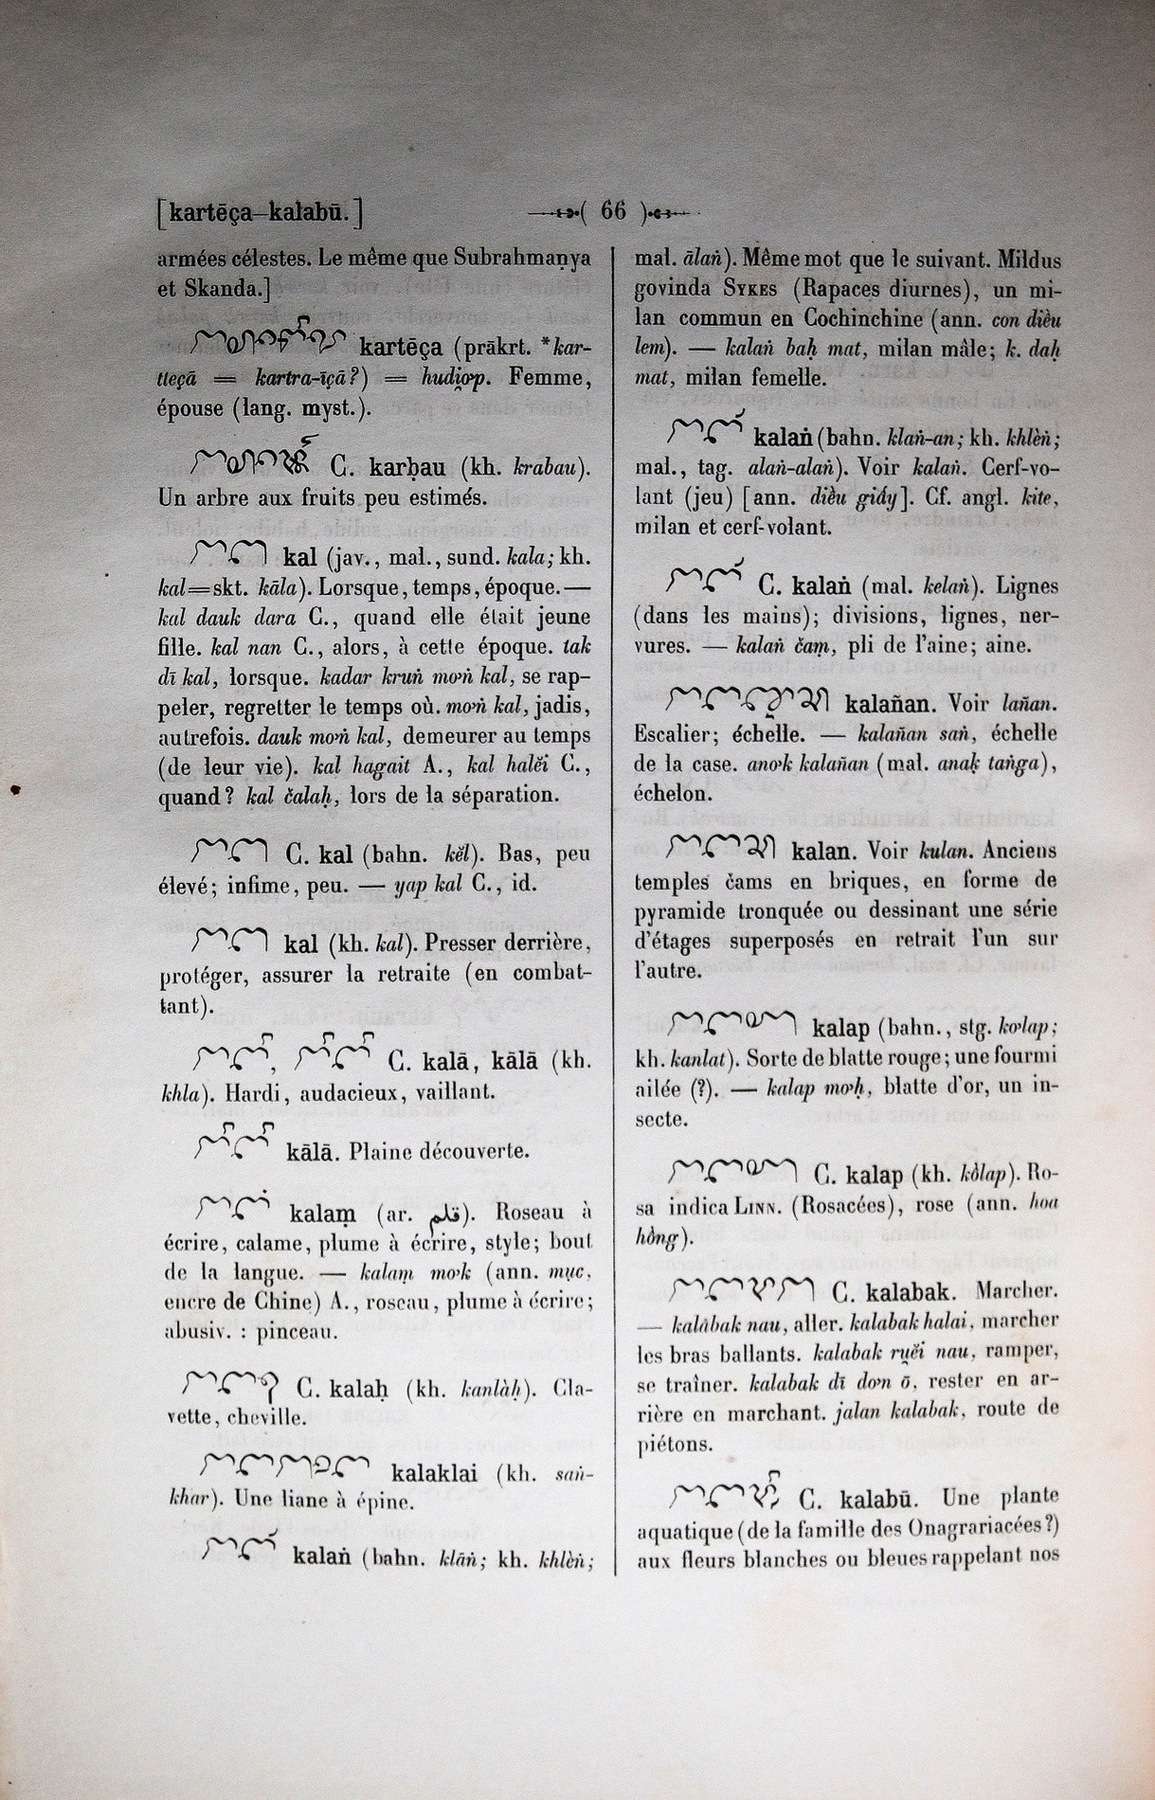 [kartēça–kalabū.] ( 66 )
armées célestes. Le même que Subrahmaṇya
et Skanda.]
kartēça (prākrt. *kar-
tteçā = kartra-īçā?) = Femme,
épouse (lang. myst.).
C. karḅau (kh. krabau).
Un arbre aux fruits peu estimés.
ꨆꨤ kal (jav., mal., sund. kala; kh.
kal=skt. kāla). Lorsque, temps, époque. —
kal dauk dara C., quand elle était jeune
fille. kal nan C., alors, à cette époque. tak
dī kal, lorsque. kadar kruṅ mơṅ kal, se rap-
peler, regretter le temps où. mơṅ kal, jadis,
autrefois. dauk mơṅ kal, demeurer au temps
(de leur vie). kal hagait A., kal halĕi C.,
quand? kal čalaḥ, lors de la séparation.
C. kal (bahn. kĕl). Bas, peu
élevé; infime, peu. — yap kal C., id.
kal (kh. kal). Presser derrière,
protéger, assurer la retraite (en combat-
tant).
C. kalā, kālā (kh.
khla). Hardi, audacieux, vaillant.
kālā. Plaine découverte.
kalaṃ (ar. قلم). Roseau à
écrire, calame, plume à écrire, style; bout
de la langue. — kalaṃ mơk (ann. mực,
encre de Chine) A., roseau, plume à écrire;
abusiv. : pinceau.
C. kalaḥ (kh. kanlàḥ). Cla-
vette, cheville.
kalaklai (kh. saṅ-
khar). Une liane à épine.
kalaṅ (bahn. klāṅ; kh. khlèṅ;
mal. ālaṅ). Même mot que le suivant. Mildus
govinda SYKES (Rapaces diurnes), un mi-
lan commun en Cochinchine (ann. con diều
lem). — kalaṅ baḥ mat, milan mâle; k. daḥ
mat, milan femelle.
kalaṅ (bahn. klaṅ-an; kh. khlèṅ;
mal., tag. alaṅ-alaṅ). Voir kalaṅ. Cerf-vo-
lant (jeu) [ann. diều giấy]. Cf. angl. kite,
milan et cerf-volant.
C. kalaṅ (mal. kelaṅ). Lignes
(dans les mains); divisions, lignes, ner-
vures. — kalaṅ čaṃ, pli de l'aine; aine.
kalañan. Voir lañan.
Escalier; échelle. — kalañan saṅ, échelle
de la case. anơk kalañan (mal. anaḳ taṅga),
échelon.
kalan. Voir kulan. Anciens
temples čams en briques, en forme de
pyramide tronquée ou dessinant une série
d'étages superposés en retrait l'un sur
l'autre.
kalap (bahn., stg. kơlap;
kh. kanlat). Sorte de blatte rouge; une fourmi
ailée (?). — kalap mơḥ, blatte d'or, un in-
secte.
C. kalap (kh. kòlap). Ro-
sa indica LINN. (Rosacées), rose (ann. hoa
hồng).
C. kalabak. Marcher.
— kalabak nau, aller. kalabak halai, marcher
les bras ballants. kalabak nau, ramper,
se traîner. kalabak dī dơn ō, rester en ar-
rière en marchant. jalan kalabak, route de
piétons.
C. kalabū. Une plante
aquatique (de la famille des Onagrariacées?)
aux fleurs blanches ou bleues rappelant nos